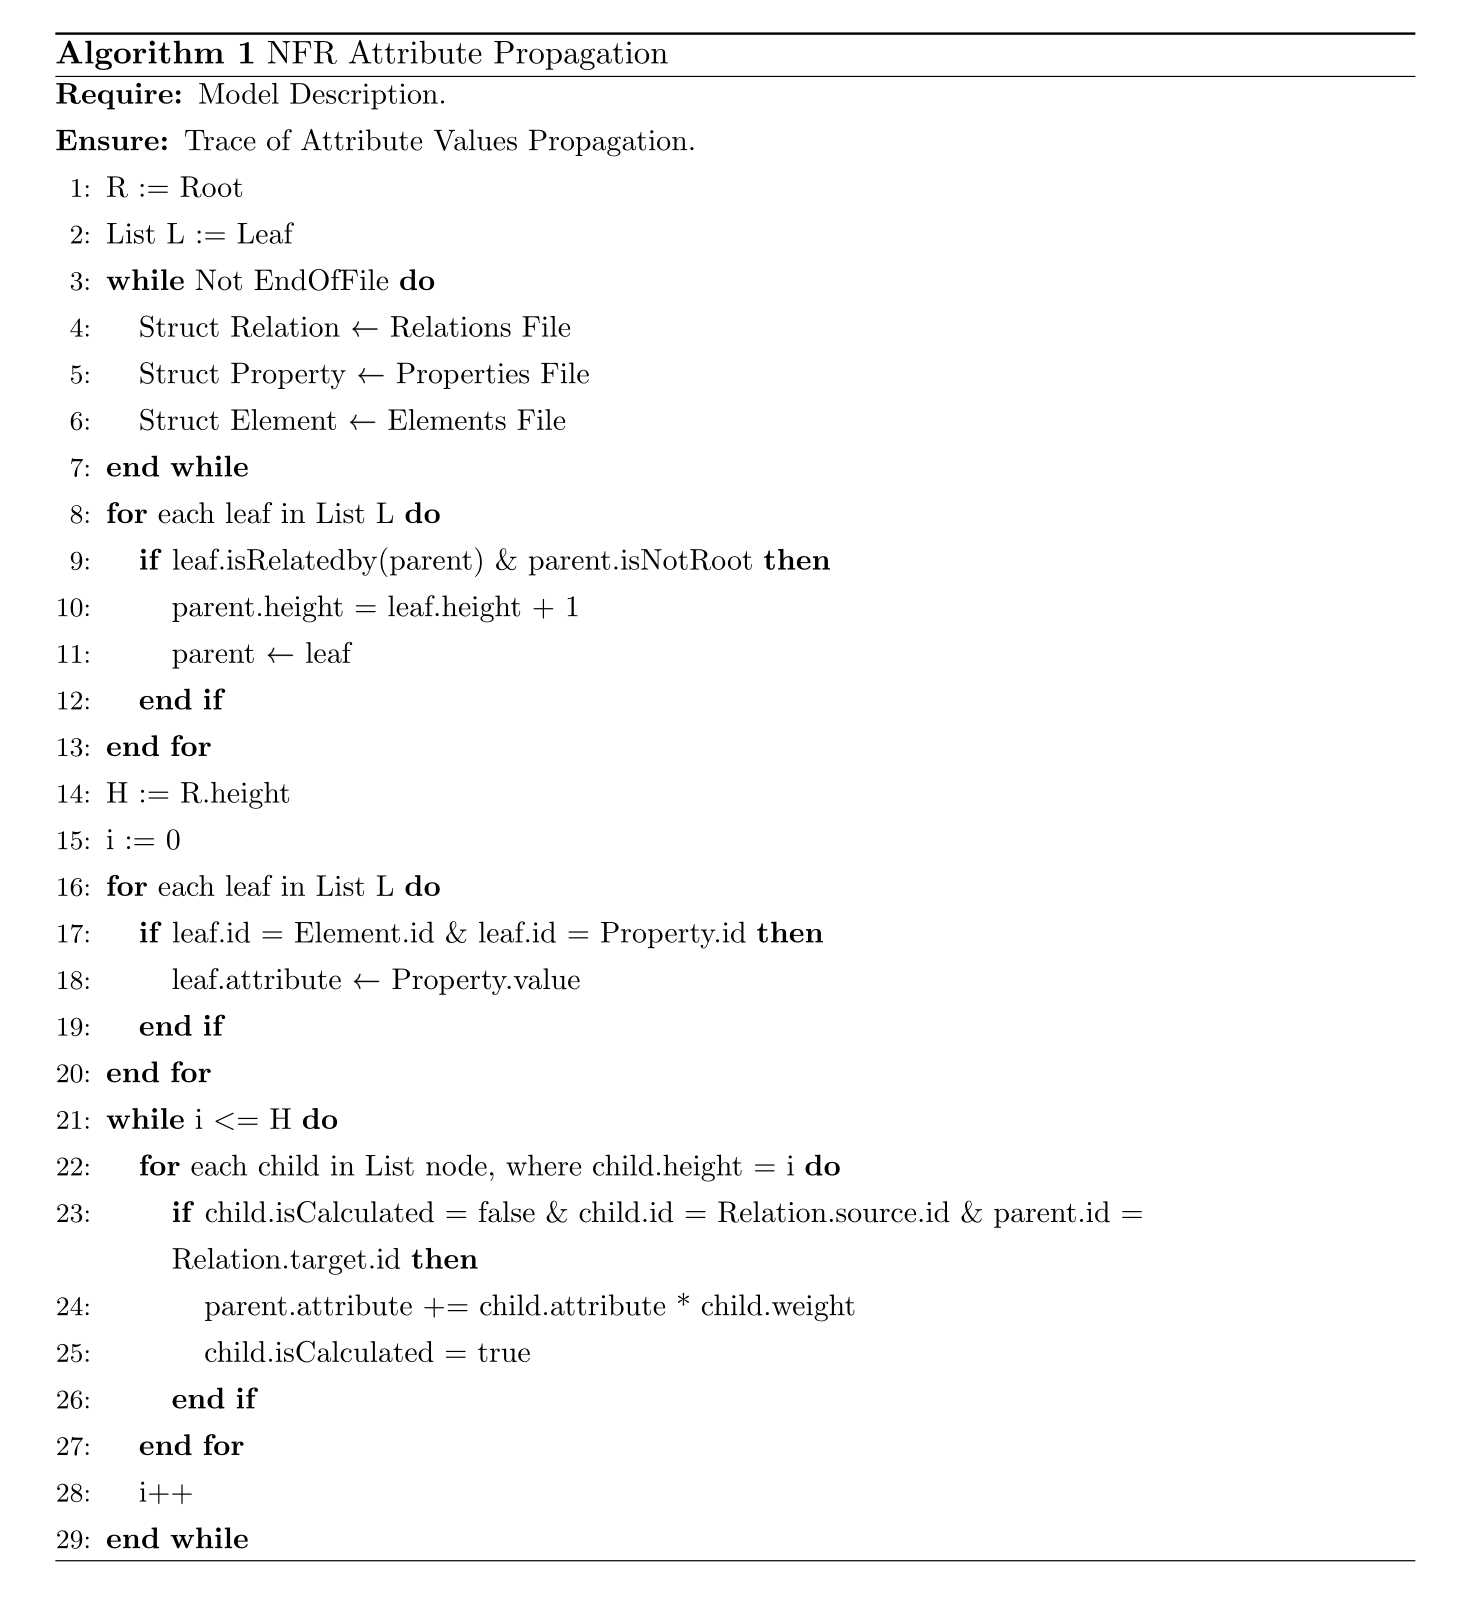 Algorithm 1 NFR Attribute Propagation
Require: Model Description.
Ensure: Trace of Attribute Values Propagation.
1: R := Root
2: List L := Leaf
3: while Not EndOfFile do
4: Struct Relation ← Relations File
5: Struct Property ← Properties File
6: Struct Element ← Elements File
7: end while
8: for each leaf in List L do
9: if leaf.isRelatedby(parent) & parent.isNotRoot then
10: parent.height = leaf.height + 1
11: parent ← leaf
12: end if
13: end for
14: H := R.height
15: i := 0
16: for each leaf in List L do
17: if leaf.id = Element.id & leaf.id = Property.id then
18: leaf.attribute ← Property.value
19: end if
20: end for
21: while i <= H do
22: for each child in List node, where child.height = i do
23: if child.isCalculated = false & child.id = Relation.source.id & parent.id =
Relation.target.id then
24: parent.attribute += child.attribute * child.weight
25: child.isCalculated = true
26: end if
27: end for
28: i++
29: end while